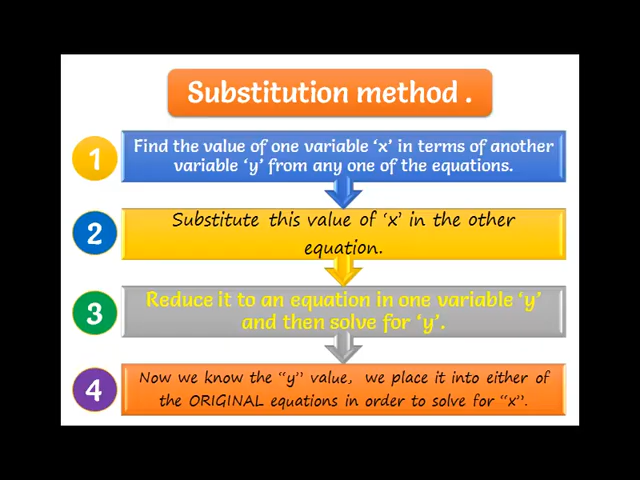 Substitution method .
1
Find the value of one variable ‘x’ in terms of another
variable ‘y’ from any one of the equations.
2
Substitute this value of ‘x’ in the other
equation.
3
Reduce it to an equation in one variable ‘y’
and then solve for ‘y’.
4
Now we know the “y” value, we place it into either of
the ORIGINAL equations in order to solve for “x”.